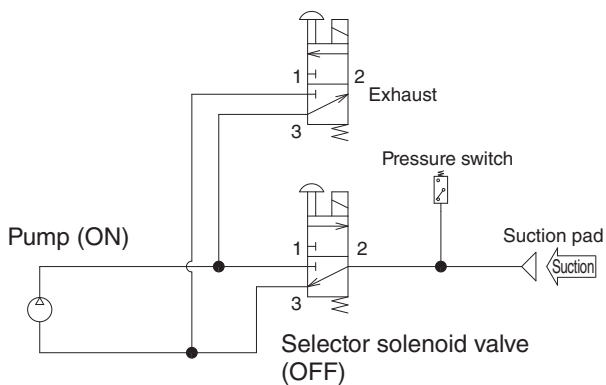 1
2
Exhaust
3
Pressure switch
Pump (ON)
1
2
Suction pad
Suction
3
Selector solenoid valve
(OFF)